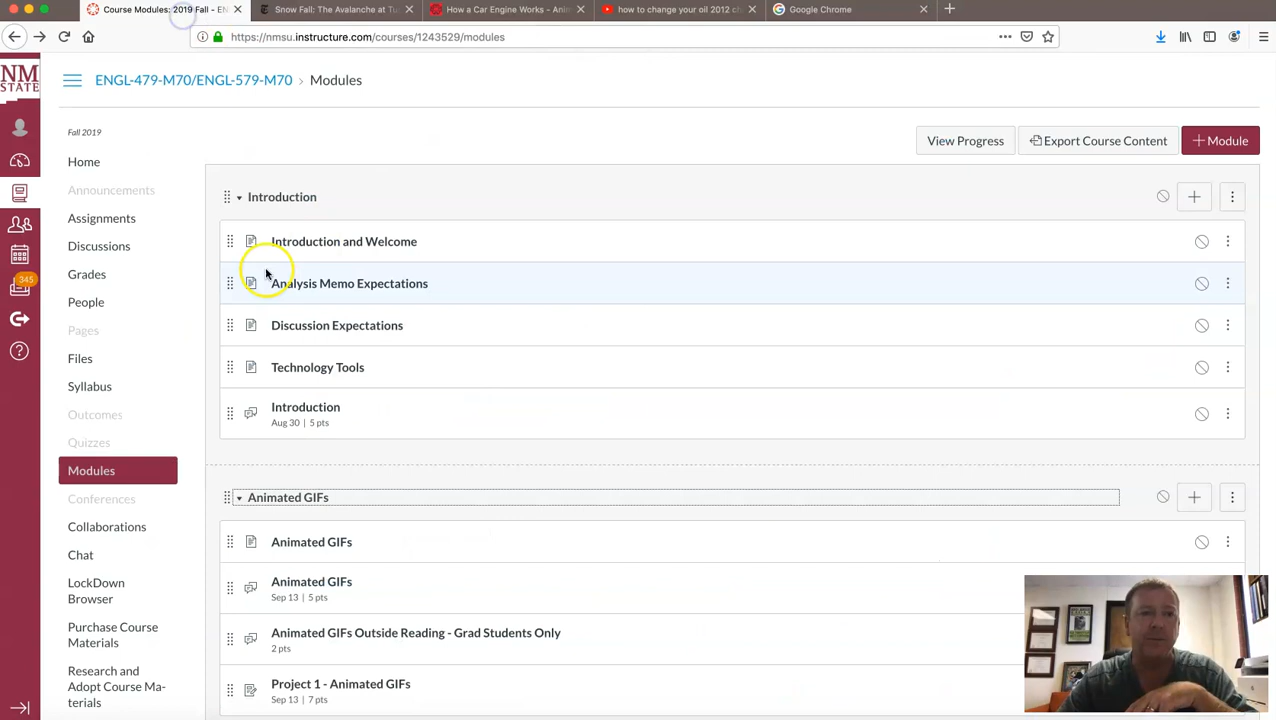 Course Modules: 2019 Fall - EN
Snow Fall: The Avalanche at Tu
How a Car Engine Works - Anim
how to change your oil 2012 ch
Google Chrome
https://nmsu.instructure.com/courses/1243529/modules
NM
STATE
ENGL-479-M70/ENGL-579-M70 › Modules
Fall 2019
View Progress
Export Course Content
+ Module
Home
Announcements
Assignments
Discussions
Grades
People
Pages
Files
Syllabus
Outcomes
Quizzes
Modules
Conferences
Collaborations
Chat
LockDown
Browser
Purchase Course
Materials
Research and
Adopt Course Ma-
terials
345
Introduction
Introduction and Welcome
Analysis Memo Expectations
Discussion Expectations
Technology Tools
Introduction
Aug 30 | 5 pts
Animated GIFs
Animated GIFs
Animated GIFs
Sep 13 | 5 pts
Animated GIFs Outside Reading - Grad Students Only
2 pts
Project 1 - Animated GIFs
Sep 13 | 7 pts